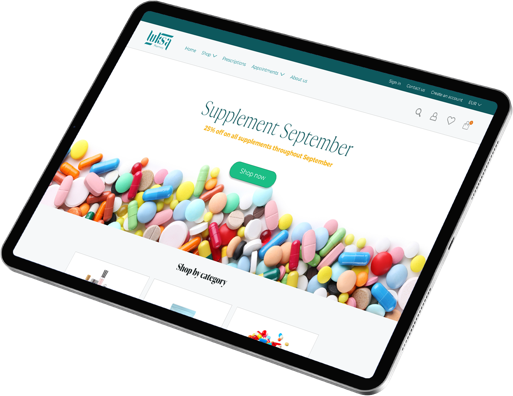 Sign in
Contact us
Create an account
EUR
Home
Shop
Prescriptions
Appointments
About us
Supplement September
25% off on all supplements throughout September
Shop now
Shop by category